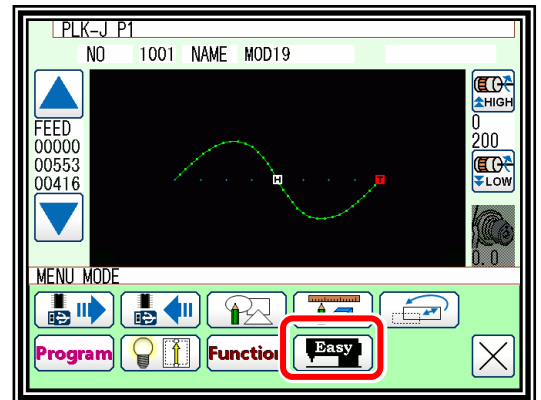 PLK-J P1
NO 1001 NAME MOD19
HIGH
FEED
00000
00553
00416
0
200
LOW
H
T
0.0
MENU MODE
Program
Function
Easy